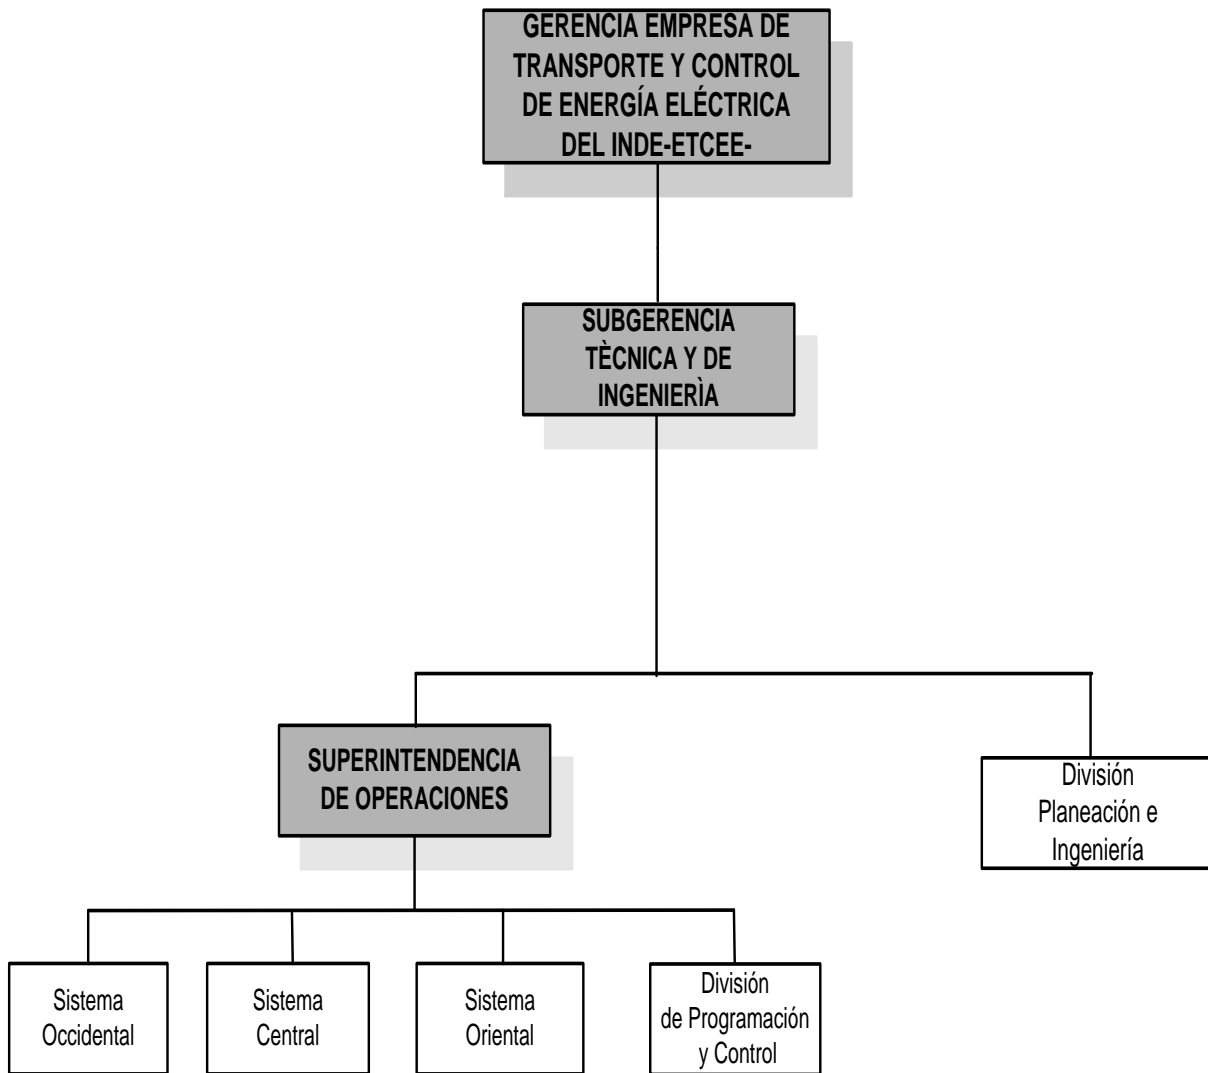 GERENCIA EMPRESA DE
TRANSPORTE Y CONTROL
DE ENERGÍA ELÉCTRICA
DEL INDE-ETCEE-
SUBGERENCIA
TÈCNICA Y DE
INGENIERÌA
SUPERINTENDENCIA
DE OPERACIONES
División
Planeación e
Ingeniería
Sistema
Occidental
Sistema
Central
Sistema
Oriental
División
de Programación
y Control